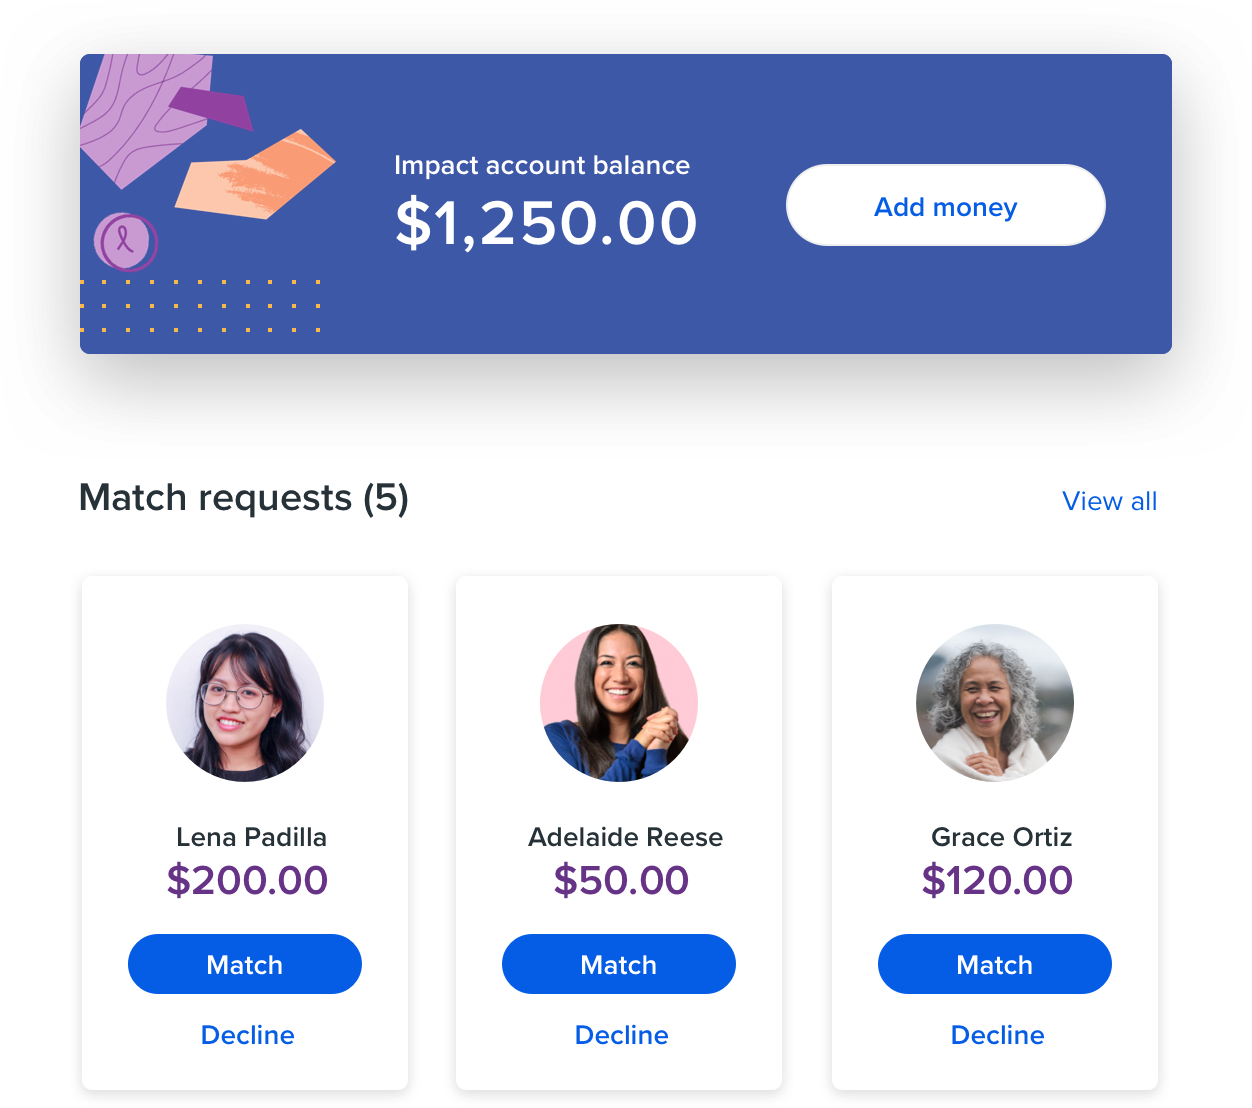 Impact account balance
$1,250.00
Add money
Match requests (5)
View all
Lena Padilla
$200.00
Match
Decline
Adelaide Reese
$50.00
Match
Decline
Grace Ortiz
$120.00
Match
Decline